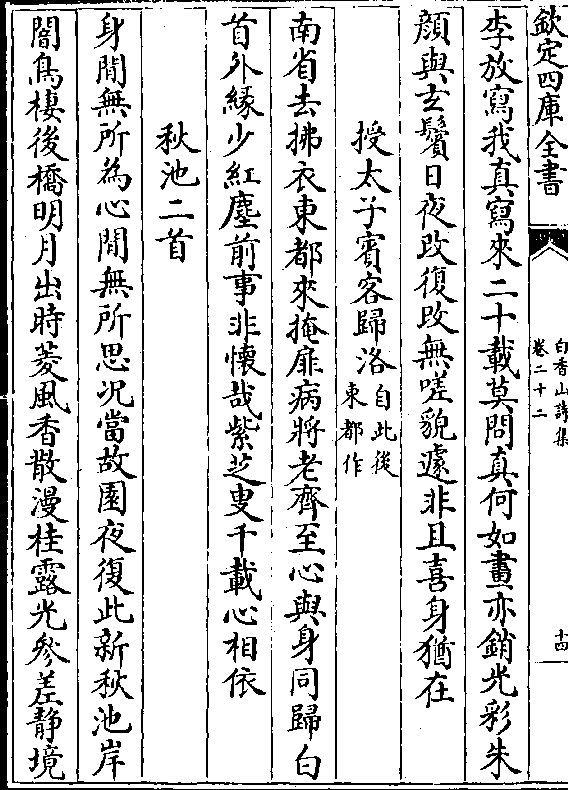 欽定四庫全書
白香山詩集
卷二十二
十四
李放寫我真寫來二十載莫問真何如畫亦銷光彩朱
顔與玄鬢日夜改復改無嗟貌遽非且喜身猶在
授太子賓客歸洛自此後
東都作
南省去拂衣東都來掩扉病將老齊至心與身同歸白
首外緣少紅塵前事非懷哉紫芝叟千載心相依
秋池二首
身閒無所為心閒無所思况當故園夜復此新秋池岸
闇鳥棲後橋明月出時菱風香散漫桂露光參差静境